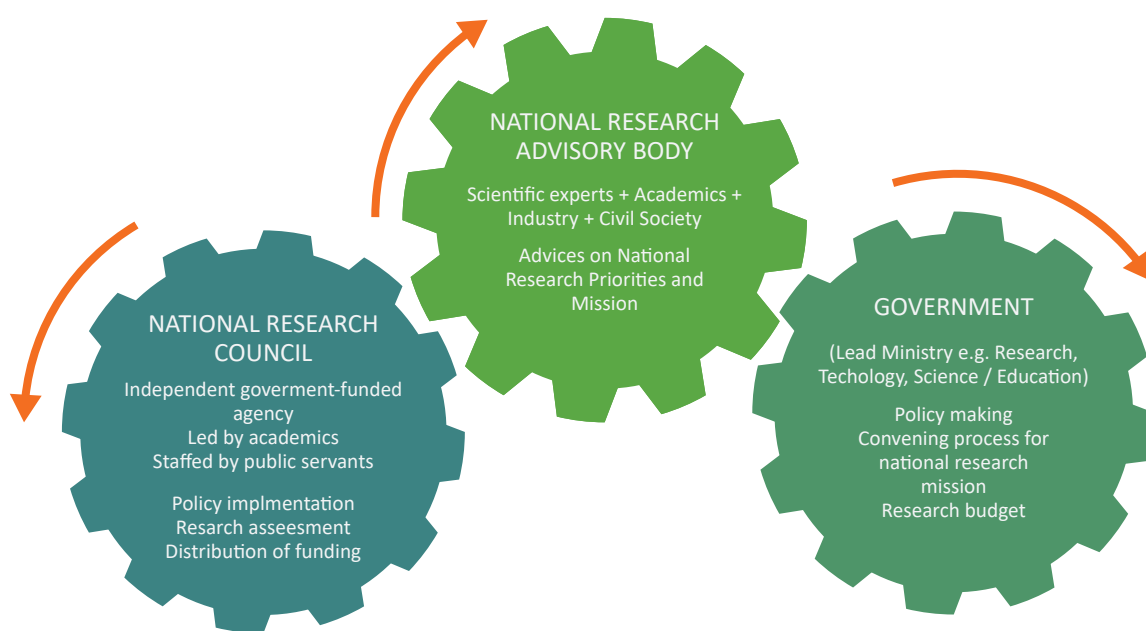 NATIONAL RESEARCH
ADVISORY BODY
Scientific experts + Academics +
Industry + Civil Society
Advices on National
Research Priorities and
Mission
NATIONAL RESEARCH
COUNCIL
Independent goverment-funded
agency
Led by academics
Staffed by public servants
Policy implmentation
Resarch asseesment
Distribution of funding
GOVERNMENT
(Lead Ministry e.g. Research,
Techology, Science / Education)
Policy making
Convening process for
national research
mission
Research budget